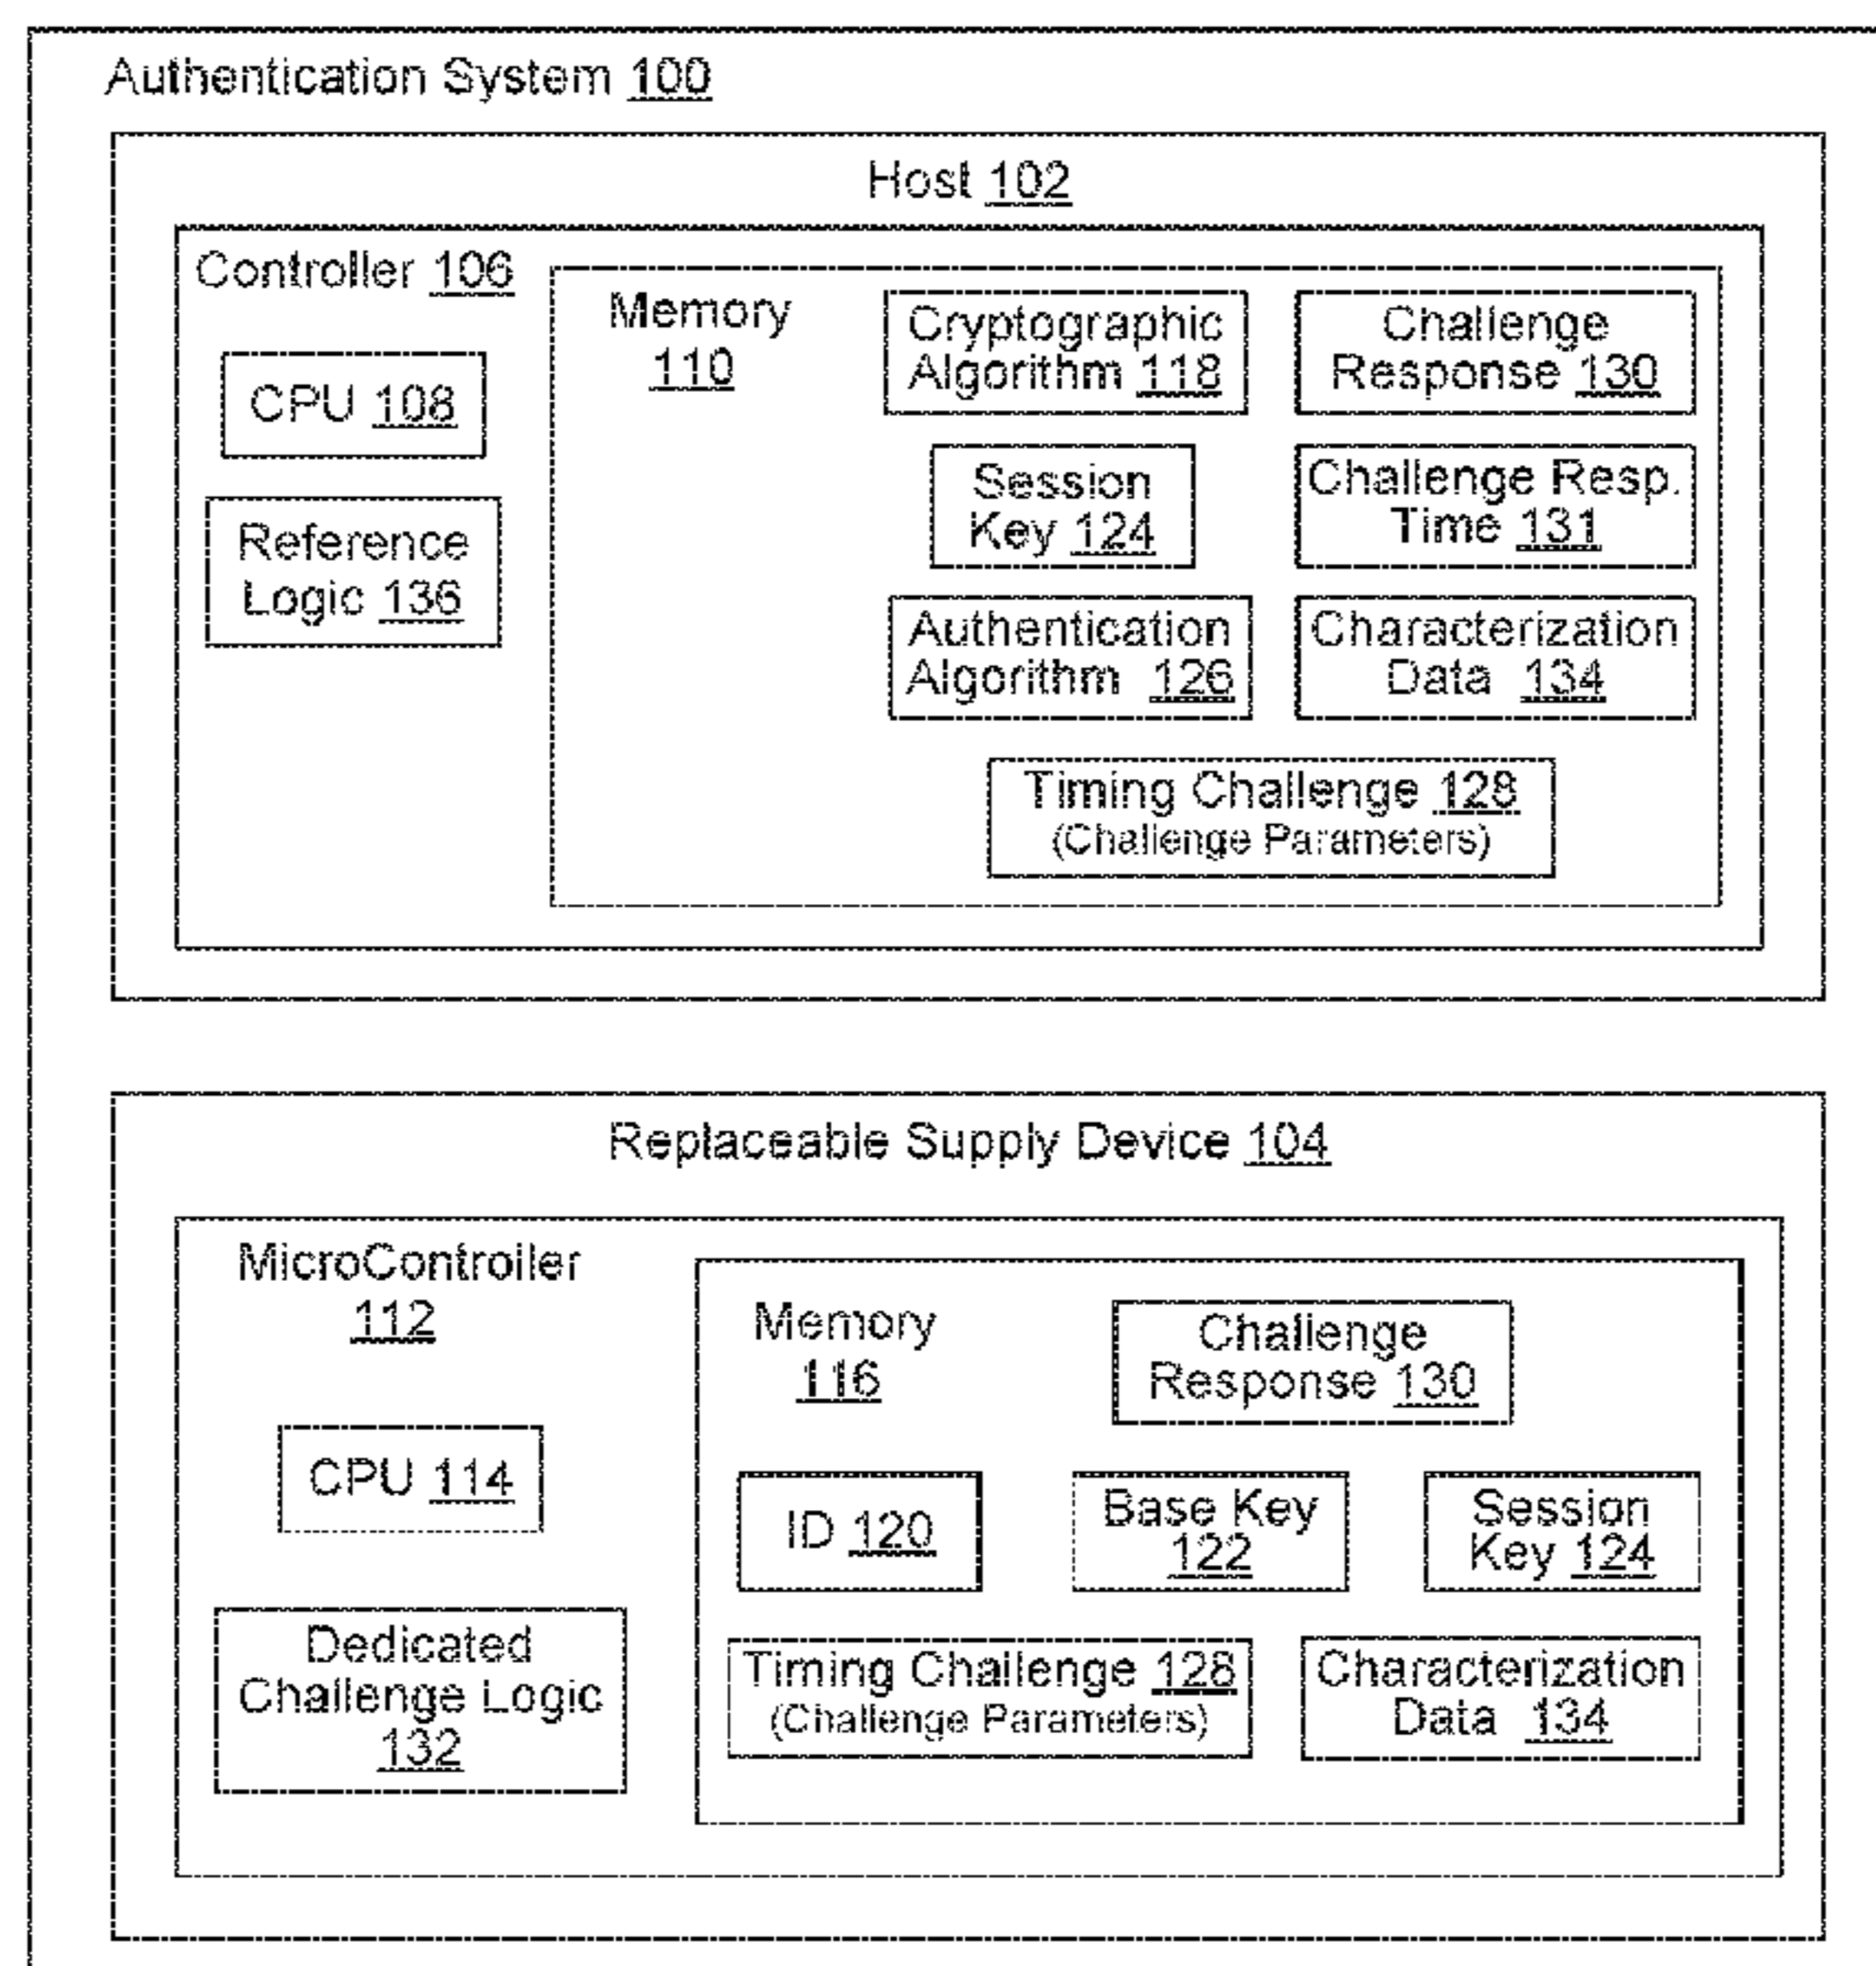 Authentication System 100
Host 102
Controller 106
CPU 108
Reference
Logic 136
Memory
110
Cryptographic
Algorithm 118
Challenge
Response 130
Session
Key 124
Challenge Resp.
Time 131
Authentication
Algorithm 126
Characterization
Data 134
Timing Challenge 128
(Challenge Parameters)
Replaceable Supply Device 104
MicroController
112
CPU 114
Dedicated
Challenge Logic
132
Memory
116
Challenge
Response 130
ID 120
Base Key
122
Session
Key 124
Timing Challenge 128
(Challenge Parameters)
Characterization
Data 134